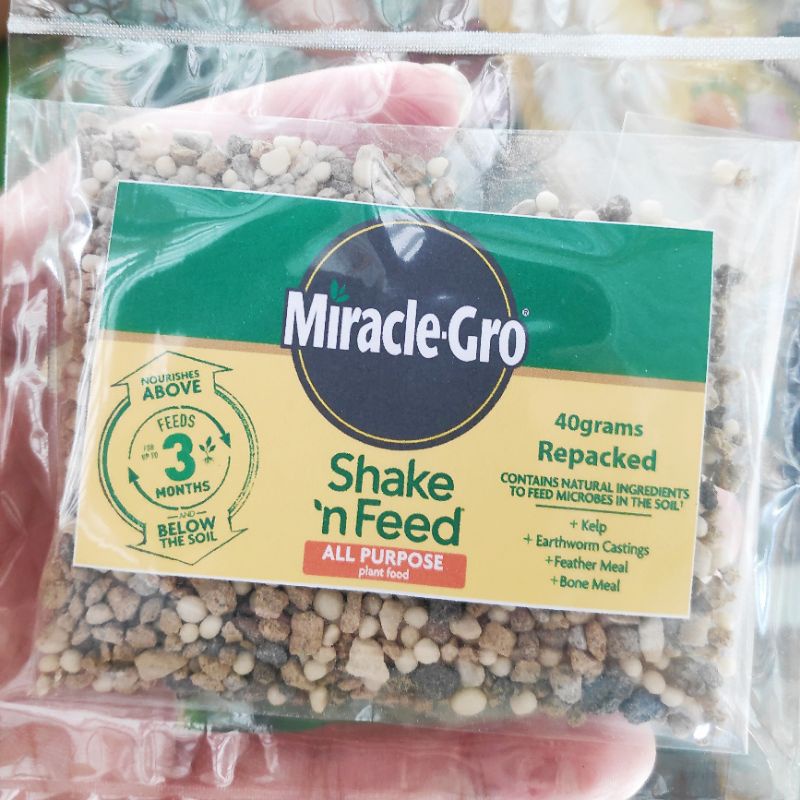 Miracle-Gro®
NOURISHES
ABOVE
FEEDS
FOR
UP TO
3
MONTHS
AND
BELOW
THE SOIL
Shake
'n Feed
ALL PURPOSE
plant food
40grams
Repacked
CONTAINS NATURAL INGREDIENTS
TO FEED MICROBES IN THE SOIL†
+ Kelp
+ Earthworm Castings
+Feather Meal
+Bone Meal